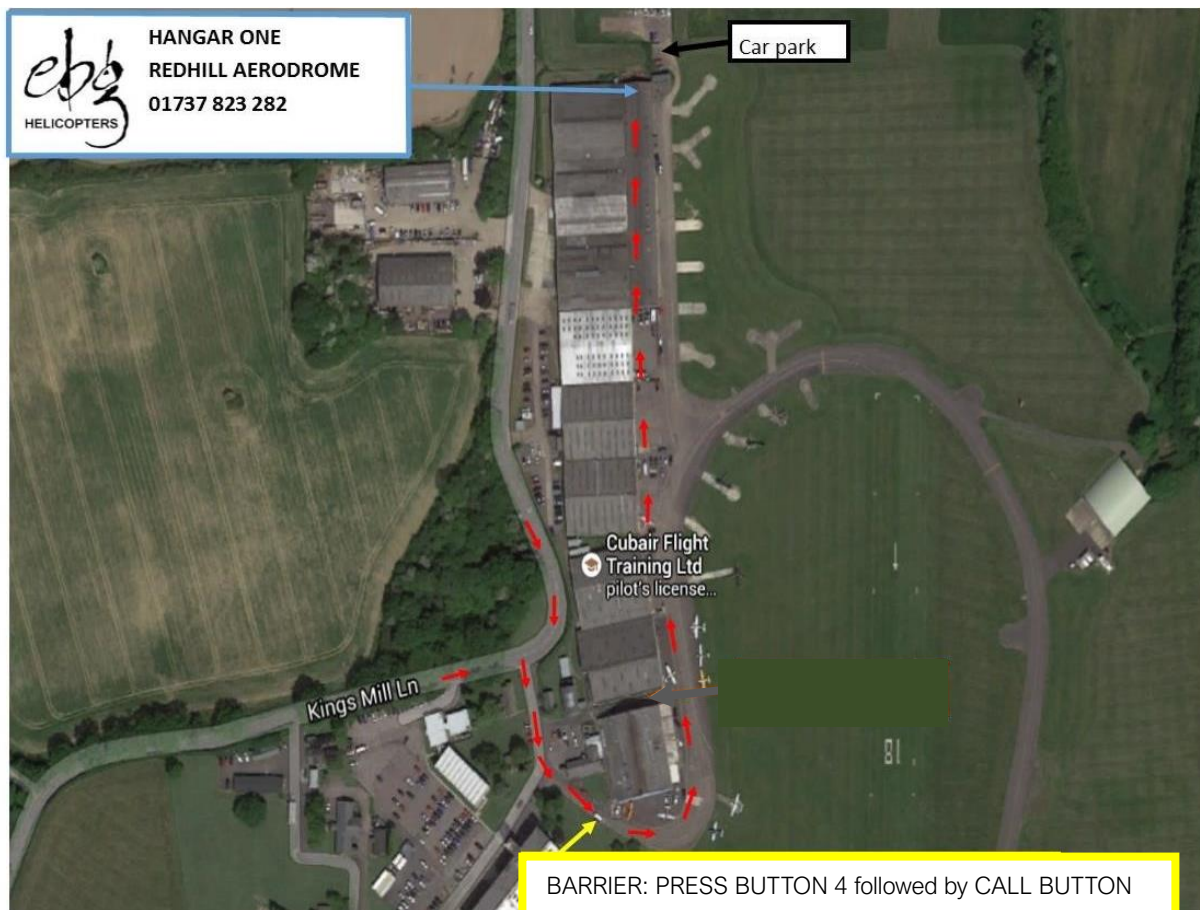 ebg
HELICOPTERS
HANGAR ONE
REDHILL AERODROME
01737 823 282
Car park
Cubair Flight
Training Ltd
pilot's license...
Kings Mill Ln
18
BARRIER: PRESS BUTTON 4 followed by CALL BUTTON